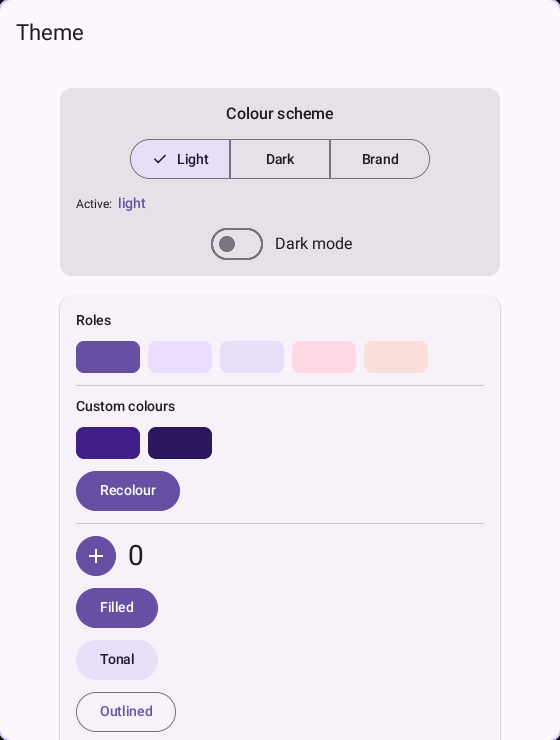 Theme
Colour scheme
Light Dark Brand
Active: light
Dark mode
Roles
Custom colours
Recolour
0
Filled
Tonal
Outlined